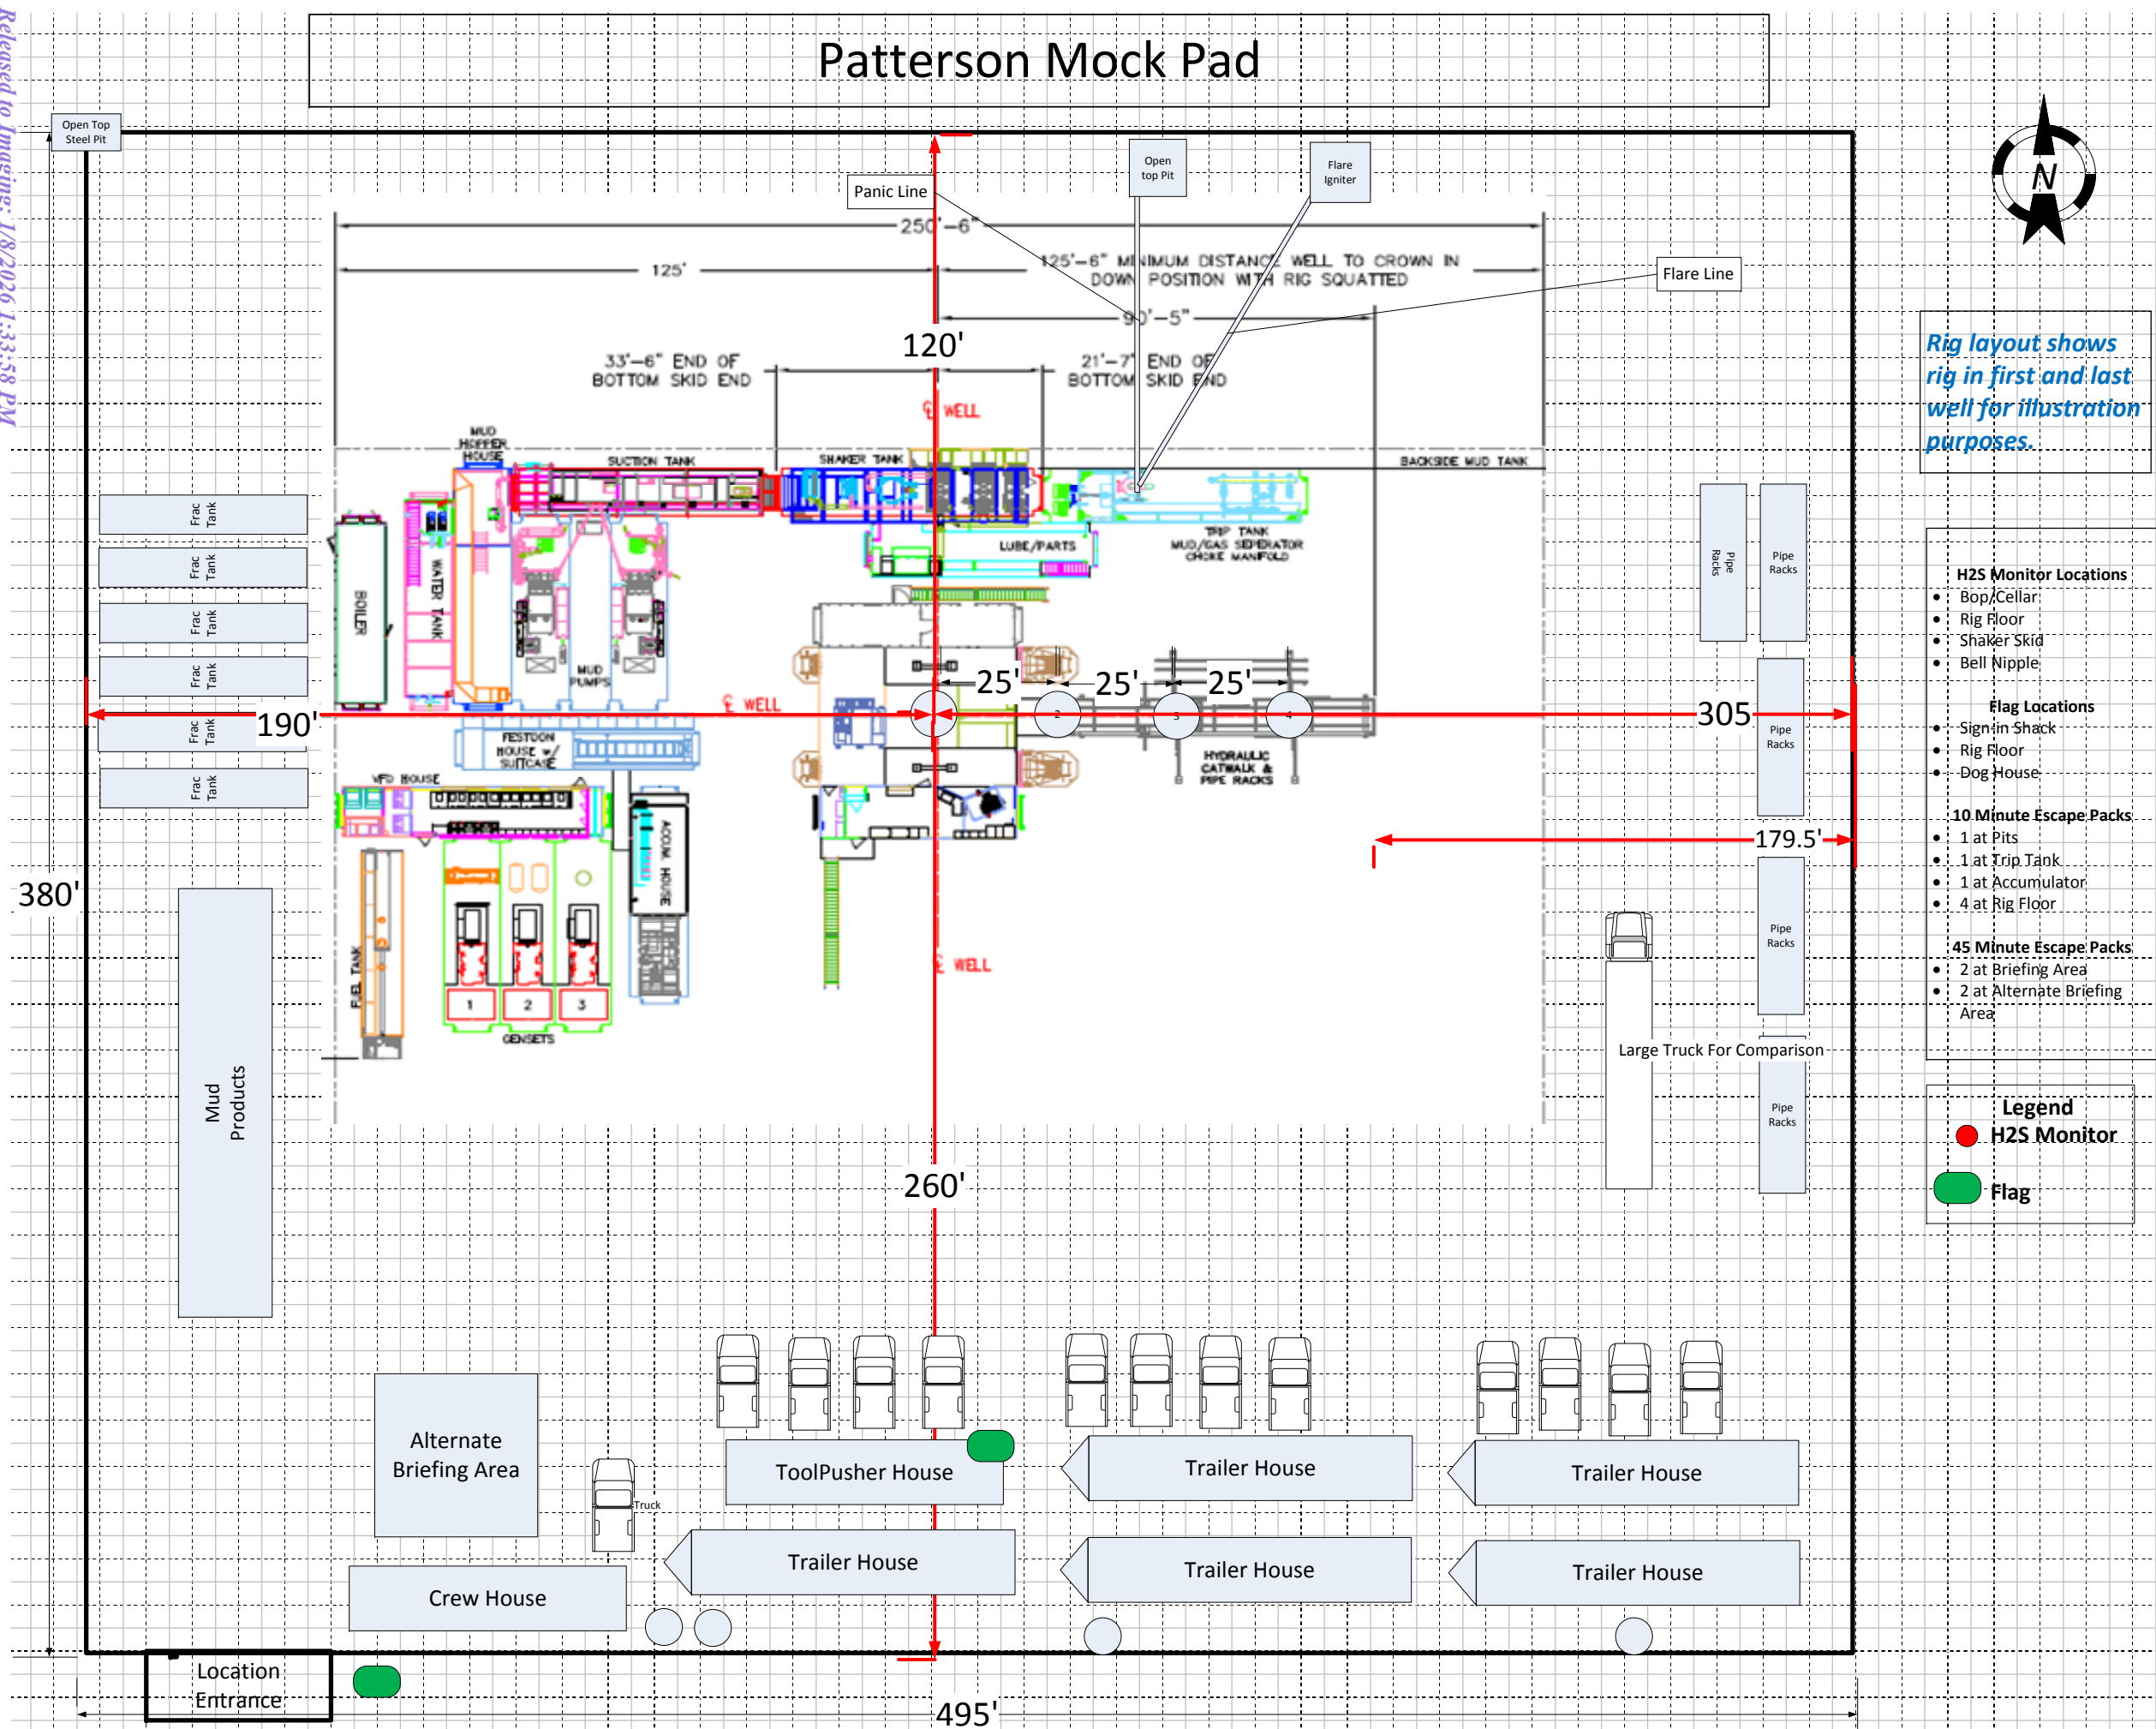 Released to Imaging: 1/8/2026 1:33:58 PM
Patterson Mock Pad
Open Top
Steel Pit
Open
top Pit
Flare
Igniter
Panic Line
N
250'-6"
125'
125'-6" MINIMUM DISTANCE WELL TO CROWN IN
DOWN POSITION WITH RIG SQUATTED
Flare Line
90'-5"
120'
33'-6" END OF
BOTTOM SKID END
21'-7" END OF
BOTTOM SKID END
Rig layout shows
rig in first and last
well for illustration
purposes.
℄ WELL
MUD
HOPPER
HOUSE
SUCTION TANK
SHAKER TANK
BACKSIDE MUD TANK
Frac
Tank
Frac
Tank
Frac
Tank
Frac
Tank
Frac
Tank
Frac
Tank
BOILER
WATER TANK
MUD
PUMPS
LUBE/PARTS
TRIP TANK
MUD/GAS SEPERATOR
CHOKE MANIFOLD
Pipe
Racks
Pipe
Racks
H2S Monitor Locations
• Bop/Cellar
• Rig Floor
• Shaker Skid
• Bell Nipple
Flag Locations
• Sign-in Shack
• Rig Floor
• Dog House
10 Minute Escape Packs
• 1 at Pits
• 1 at Trip Tank
• 1 at Accumulator
• 4 at Rig Floor
45 Minute Escape Packs
• 2 at Briefing Area
• 2 at Alternate Briefing
Area
25'
25'
25'
190'
℄ WELL
2
3
4
305
Pipe
Racks
FESTOON
HOUSE w/
SUITCASE
HYDRAULIC
CATWALK &
PIPE RACKS
VFD HOUSE
ACCUM. HOUSE
179.5'
380'
FUEL TANK
1
2
3
GENSETS
℄ WELL
Pipe
Racks
Large Truck For Comparison
Pipe
Racks
Mud
Products
Legend
H2S Monitor
Flag
260'
Alternate
Briefing Area
Truck
ToolPusher House
Trailer House
Trailer House
Trailer House
Trailer House
Trailer House
Crew House
Location
Entrance
495'